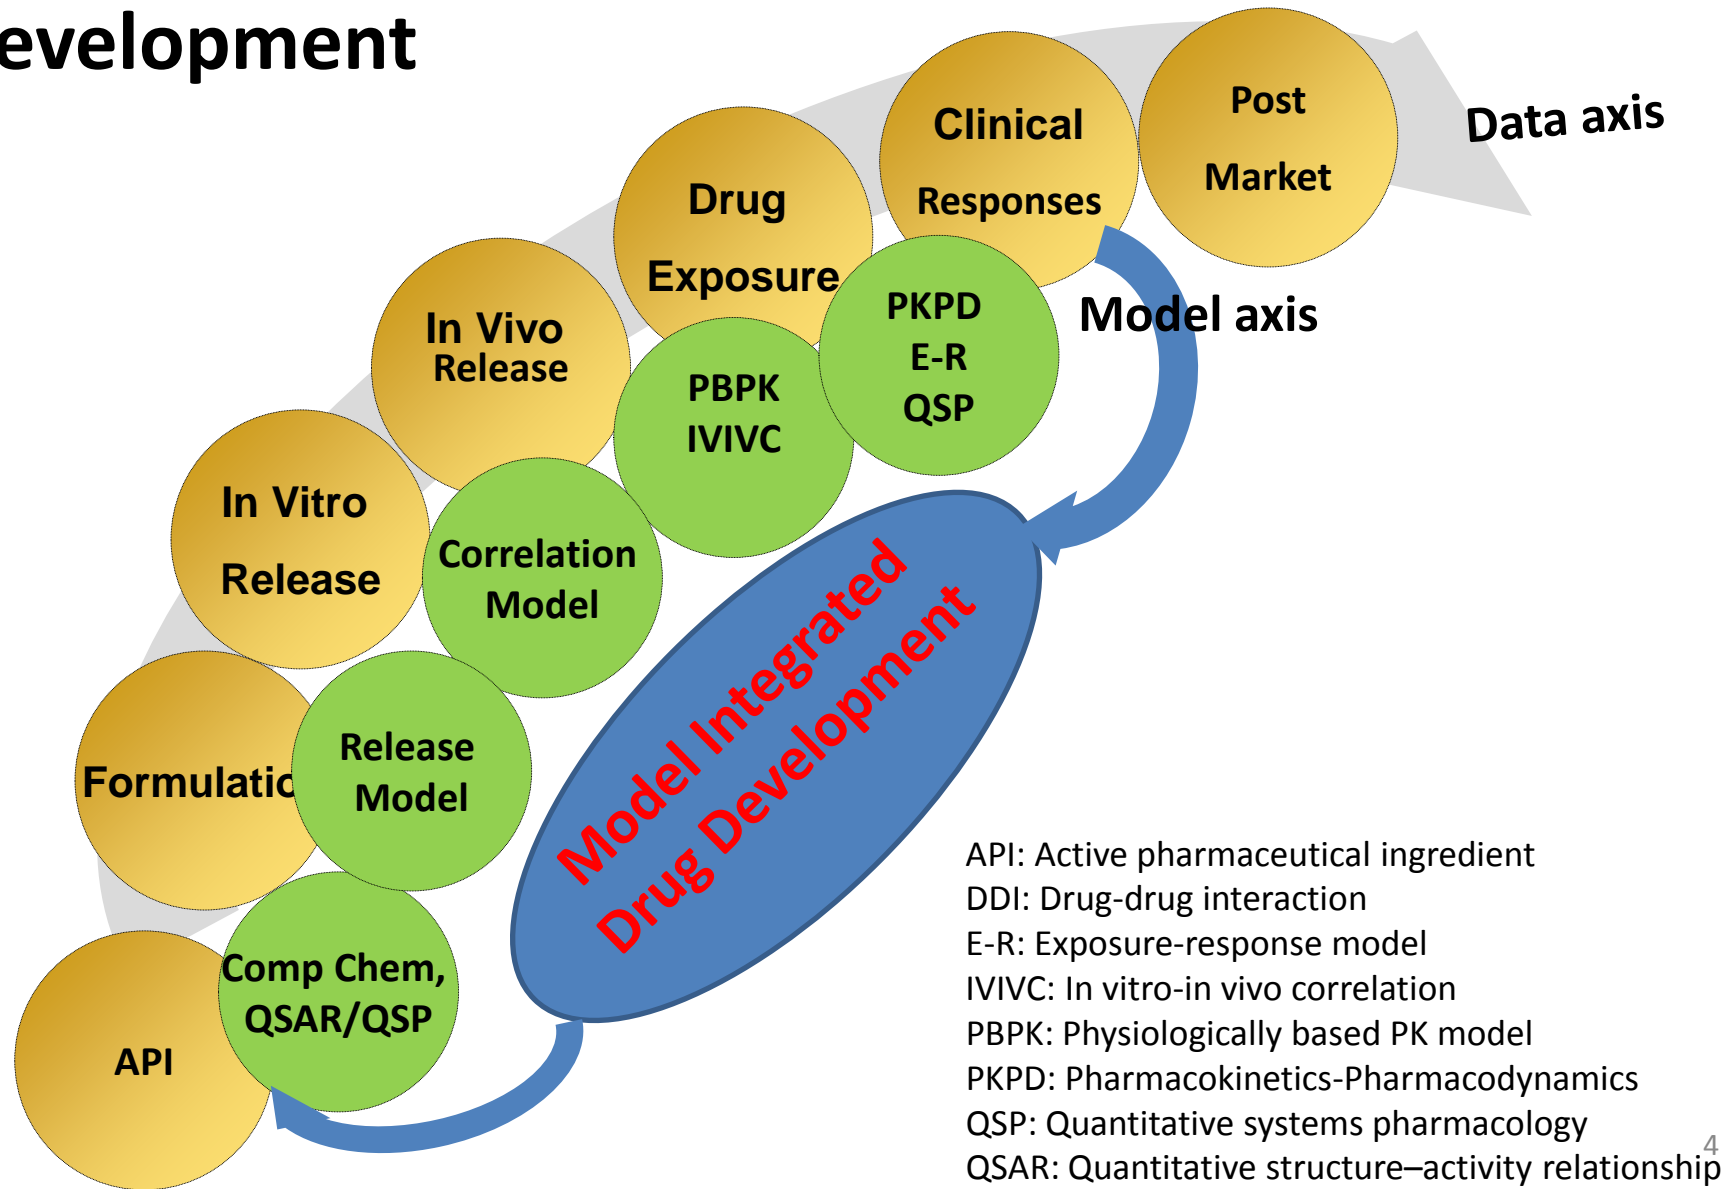 evelopment
Post
Market
Data axis
Clinical
Responses
Drug
Exposure
PKPD
E-R
QSP
Model axis
In Vivo
Release
PBPK
IVIVC
In Vitro
Release
Correlation
Model
Formulatio
Release
Model
Model Integrated
Drug Development
Comp Chem,
QSAR/QSP
API
API: Active pharmaceutical ingredient
DDI: Drug-drug interaction
E-R: Exposure-response model
IVIVC: In vitro-in vivo correlation
PBPK: Physiologically based PK model
PKPD: Pharmacokinetics-Pharmacodynamics
QSP: Quantitative systems pharmacology
QSAR: Quantitative structure–activity relationship
4